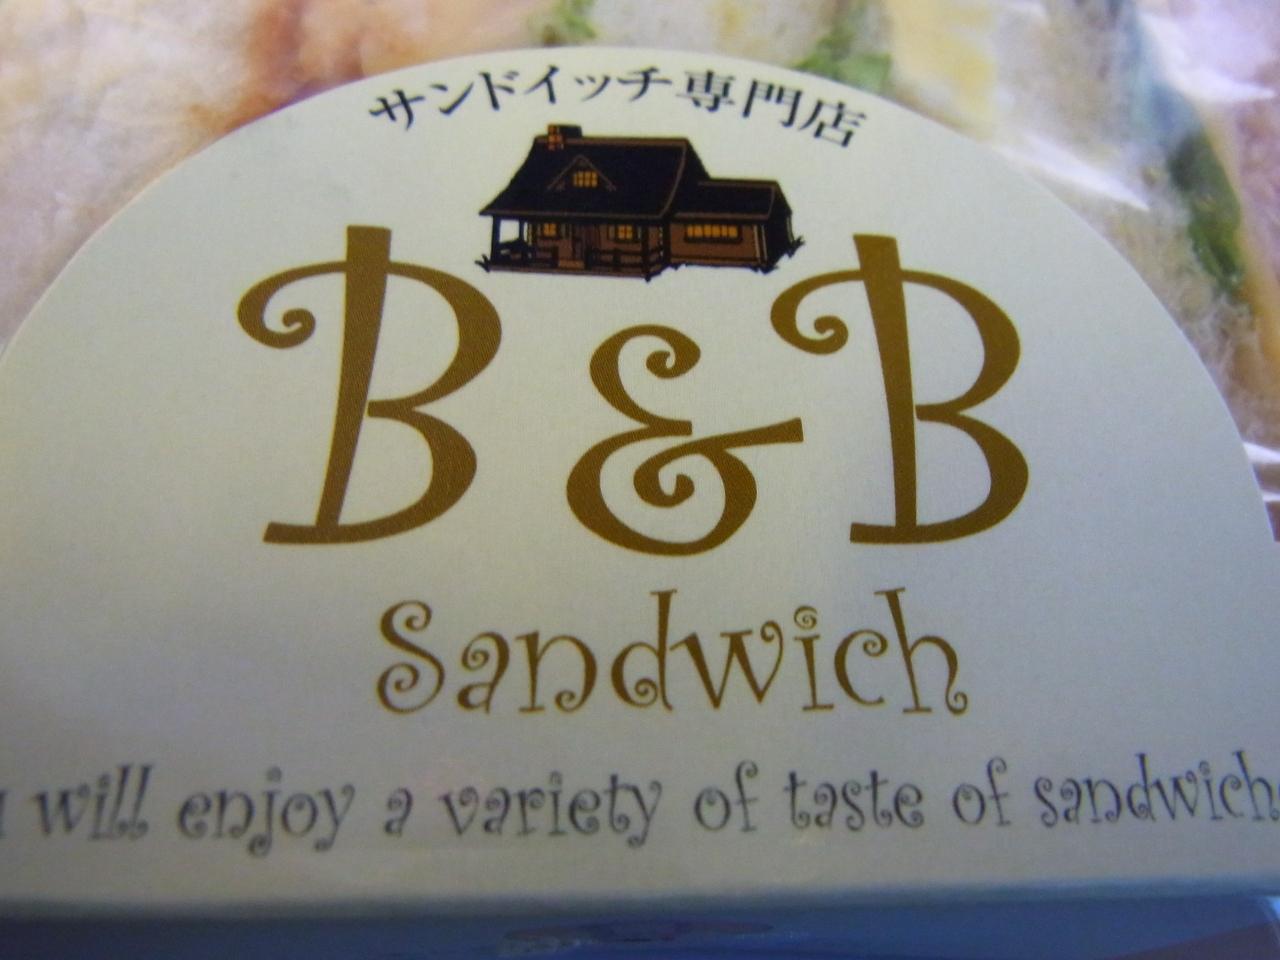 サンドイッチ専門店
B & B
Sandwich
will enjoy a variety of taste of sandwich